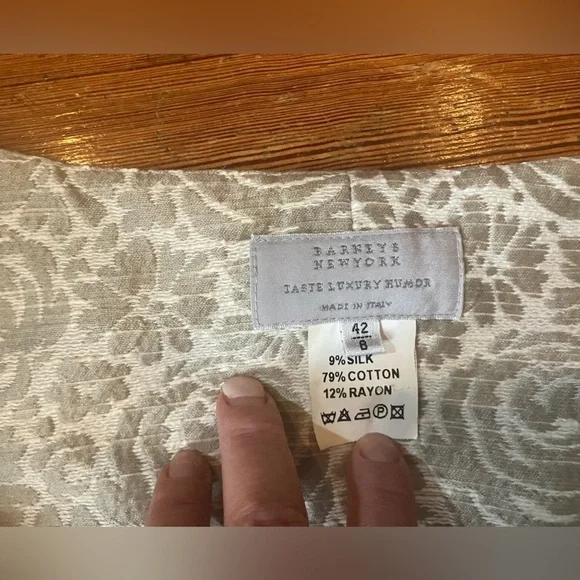 BARNEYS
NEWYORK
TASTE LUXURY HUMOR
MADE IN ITALY
42
6
9%SILK
79%COTTON
12%RAYON
P